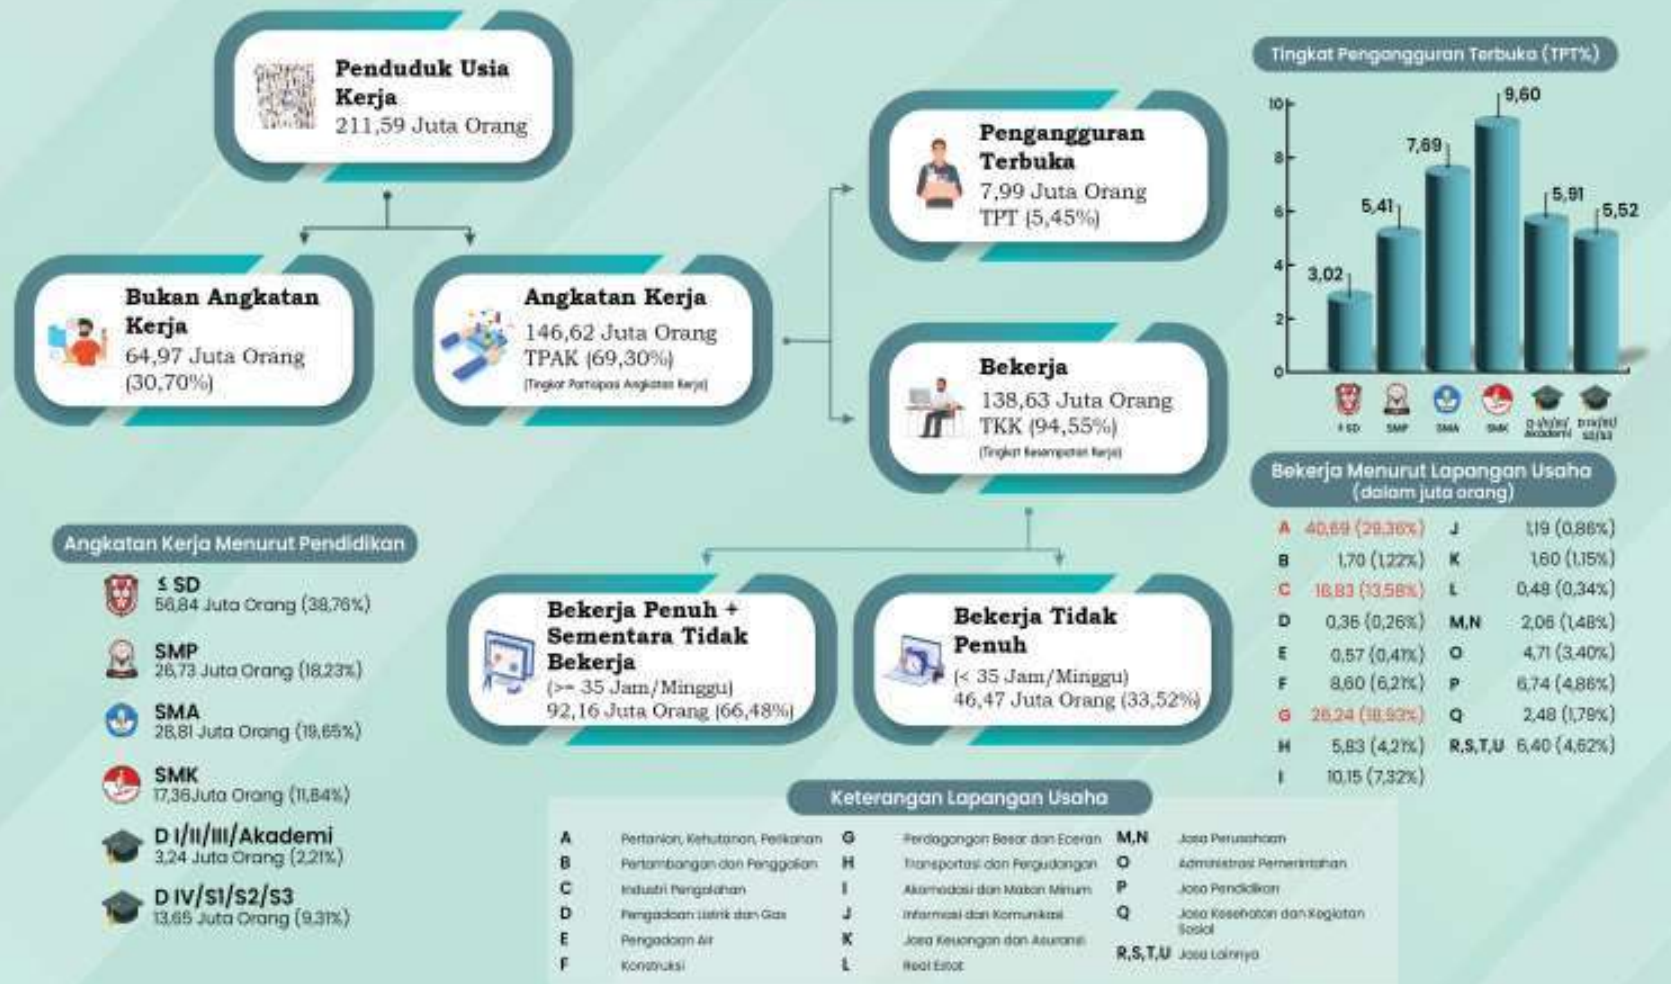 Penduduk Usia
Kerja
211,59 Juta Orang
Bukan Angkatan
Kerja
64,97 Juta Orang
(30,70%)
Angkatan Kerja
146,62 Juta Orang
TPAK (69,30%)
(Tingkat Partisipasi Angkatan Kerja)
Pengangguran
Terbuka
7,99 Juta Orang
TPT (5,45%)
Bekerja
138,63 Juta Orang
TKK (94,55%)
(Tingkat Kesempatan Kerja)
Bekerja Penuh +
Sementara Tidak
Bekerja
(>= 35 Jam/Minggu)
92,16 Juta Orang (66,48%)
Bekerja Tidak
Penuh
(< 35 Jam/Minggu)
46,47 Juta Orang (33,52%)
Tingkat Pengangguran Terbuka (TPT%)
10
8
6
4
2
0
3,02
5,41
7,69
9,60
5,91
5,52
≤ SD
SMP
SMA
SMK
D I/II/III/
Akademi
D IV/S1/
S2/S3
Angkatan Kerja Menurut Pendidikan
≤ SD
56,84 Juta Orang (38,76%)
SMP
26,73 Juta Orang (18,23%)
SMA
28,81 Juta Orang (19,65%)
SMK
17,36Juta Orang (11,84%)
D I/II/III/Akademi
3,24 Juta Orang (2,21%)
D IV/S1/S2/S3
13,65 Juta Orang (9,31%)
Bekerja Menurut Lapangan Usaha
(dalam juta orang)
A 40,69 (29,36%) J 1,19 (0,86%)
B 1,70 (1,22%) K 1,60 (1,15%)
C 18,83 (13,58%) L 0,48 (0,34%)
D 0,36 (0,26%) M,N 2,06 (1,48%)
E 0,57 (0,41%) O 4,71 (3,40%)
F 8,60 (6,21%) P 6,74 (4,86%)
G 26,24 (18,93%) Q 2,48 (1,79%)
H 5,83 (4,21%) R,S,T,U 6,40 (4,62%)
I 10,15 (7,32%)
Keterangan Lapangan Usaha
A Pertanian, Kehutanan, Perikanan
B Pertambangan dan Penggalian
C Industri Pengolahan
D Pengadaan Listrik dan Gas
E Pengadaan Air
F Konstruksi
G Perdagangan Besar dan Eceran
H Transportasi dan Pergudangan
I Akomodasi dan Makan Minum
J Informasi dan Komunikasi
K Jasa Keuangan dan Asuransi
L Real Estat
M,N Jasa Perusahaan
O Administrasi Pemerintahan
P Jasa Pendidikan
Q Jasa Kesehatan dan Kegiatan
Sosial
R,S,T,U Jasa Lainnya